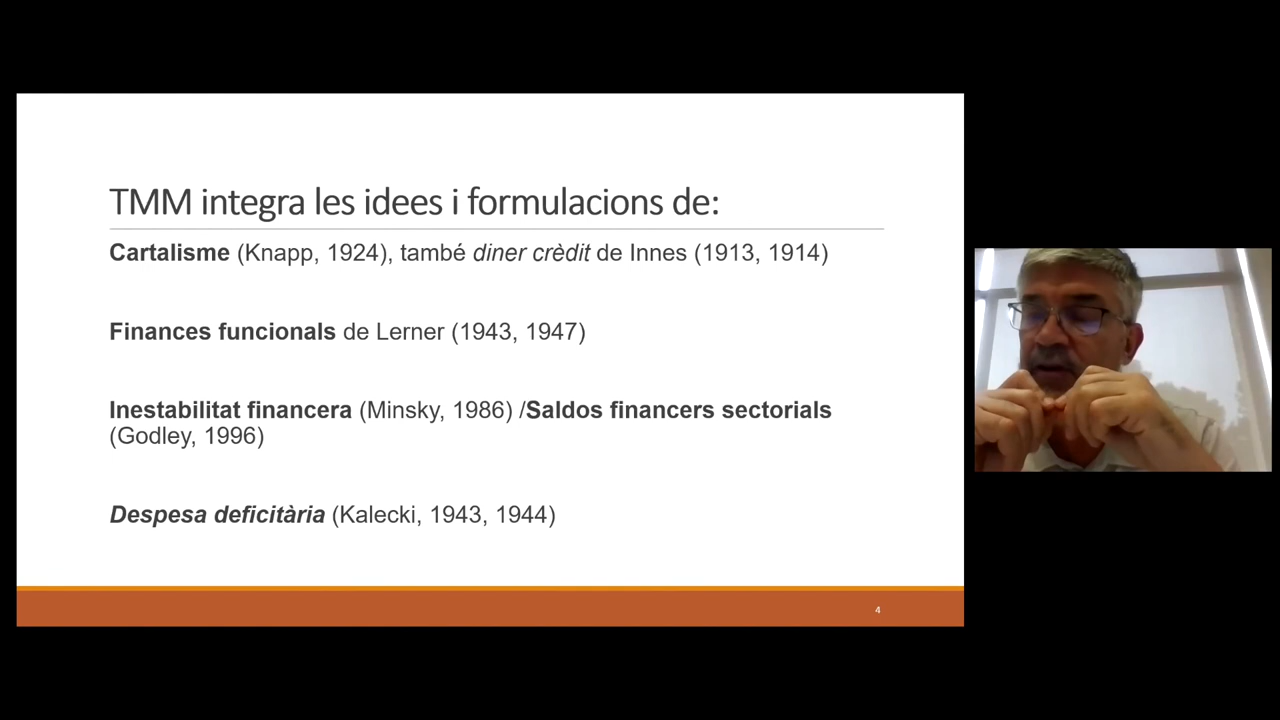 TMM integra les idees i formulacions de:
Cartalisme (Knapp, 1924), també diner crèdit de Innes (1913, 1914)
Finances funcionals de Lerner (1943, 1947)
Inestabilitat financera (Minsky, 1986) /Saldos financers sectorials
(Godley, 1996)
Despesa deficitària (Kalecki, 1943, 1944)
4